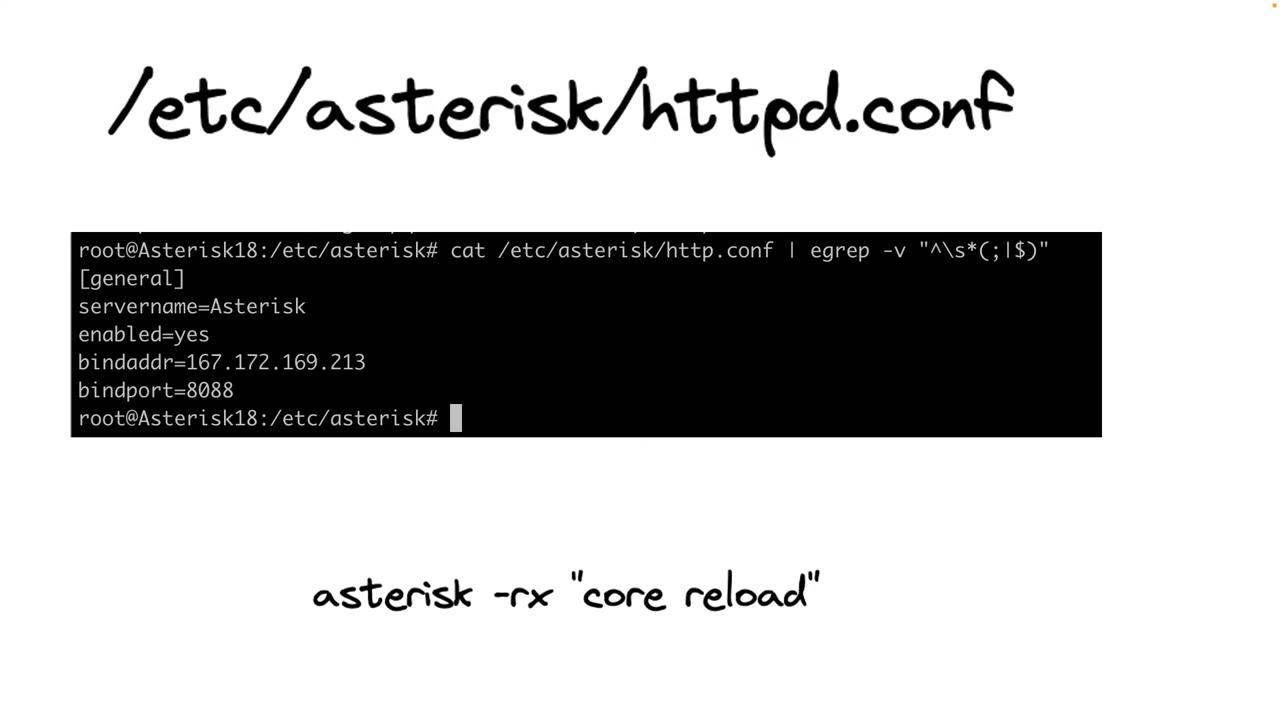 /etc/asterisk/httpd.conf
root@Asterisk18:/etc/asterisk# cat /etc/asterisk/http.conf | egrep -v "^\s*(;|$)"
[general]
servername=Asterisk
enabled=yes
bindaddr=167.172.169.213
bindport=8088
root@Asterisk18:/etc/asterisk#
asterisk -rx "core reload"